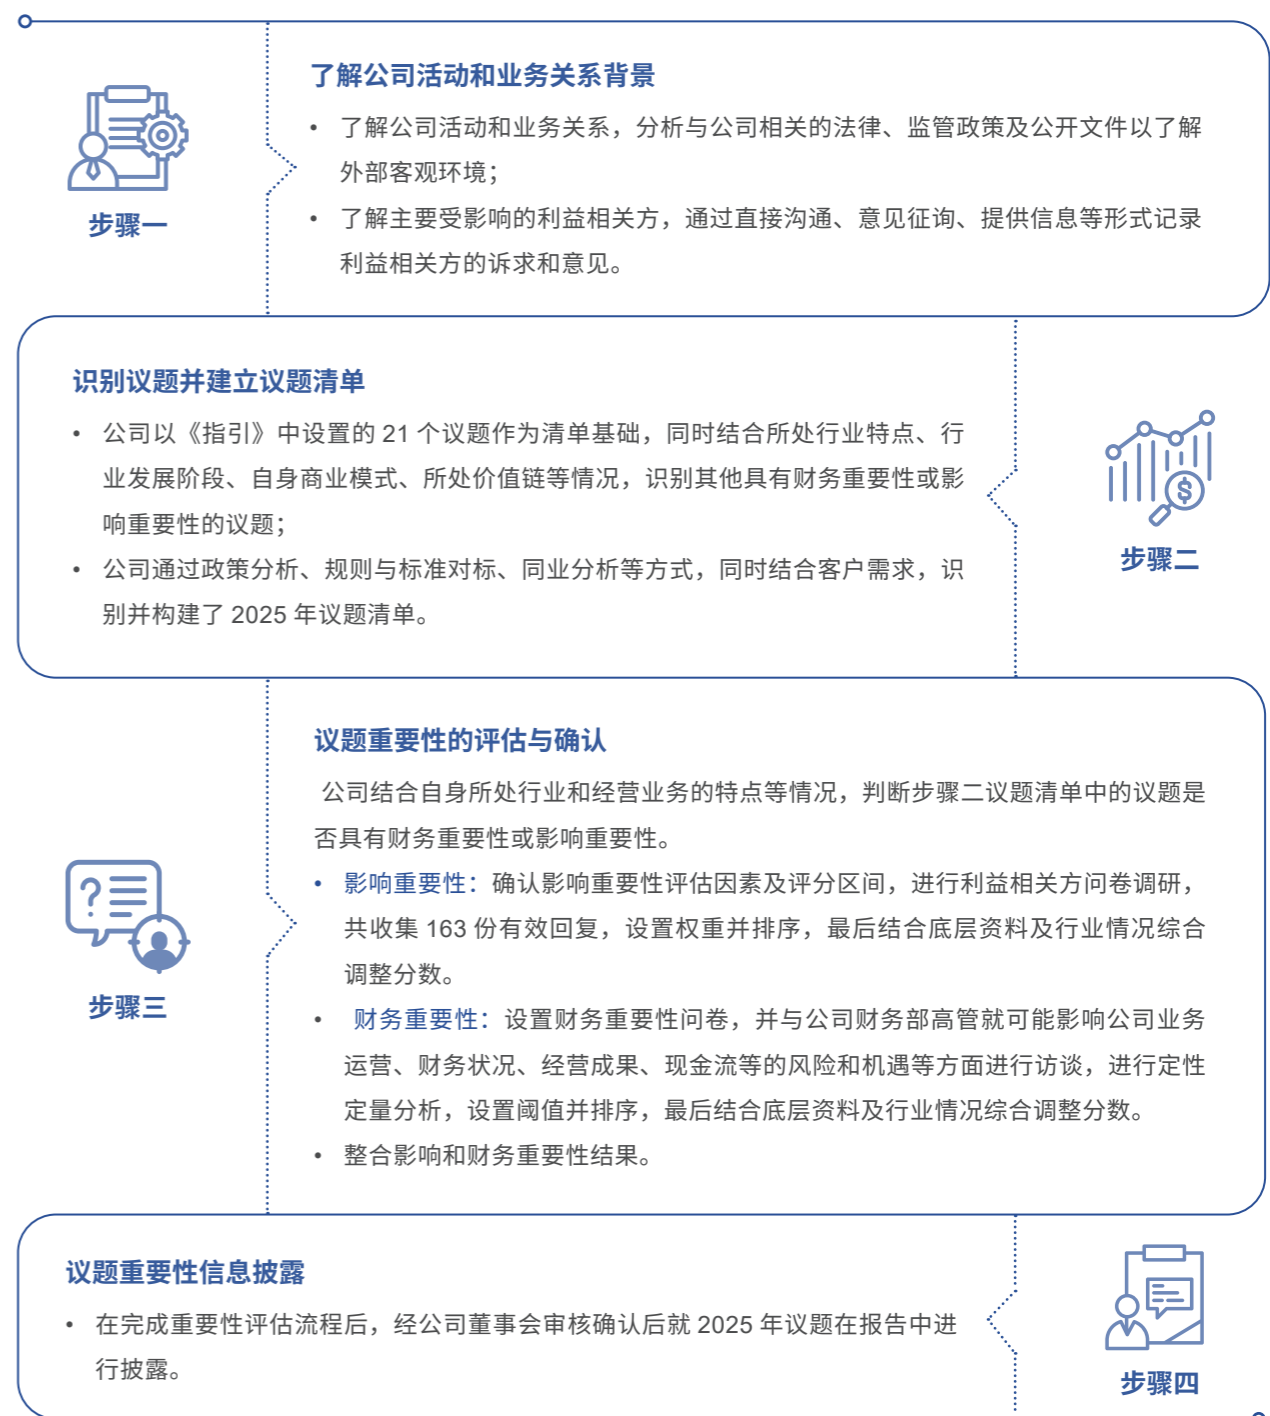 了解公司活动和业务关系背景
• 了解公司活动和业务关系，分析与公司相关的法律、监管政策及公开文件以了解
外部客观环境；
• 了解主要受影响的利益相关方，通过直接沟通、意见征询、提供信息等形式记录
利益相关方的诉求和意见。
步骤一
识别议题并建立议题清单
• 公司以《指引》中设置的 21 个议题作为清单基础，同时结合所处行业特点、行
业发展阶段、自身商业模式、所处价值链等情况，识别其他具有财务重要性或影
响重要性的议题；
• 公司通过政策分析、规则与标准对标、同业分析等方式，同时结合客户需求，识
别并构建了 2025 年议题清单。
$
步骤二
议题重要性的评估与确认
公司结合自身所处行业和经营业务的特点等情况，判断步骤二议题清单中的议题是
否具有财务重要性或影响重要性。
• 影响重要性：确认影响重要性评估因素及评分区间，进行利益相关方问卷调研，
共收集 163 份有效回复，设置权重并排序，最后结合底层资料及行业情况综合
调整分数。
• 财务重要性：设置财务重要性问卷，并与公司财务部高管就可能影响公司业务
运营、财务状况、经营成果、现金流等的风险和机遇等方面进行访谈，进行定性
定量分析，设置阈值并排序，最后结合底层资料及行业情况综合调整分数。
• 整合影响和财务重要性结果。
?
步骤三
议题重要性信息披露
• 在完成重要性评估流程后，经公司董事会审核确认后就 2025 年议题在报告中进
行披露。
步骤四